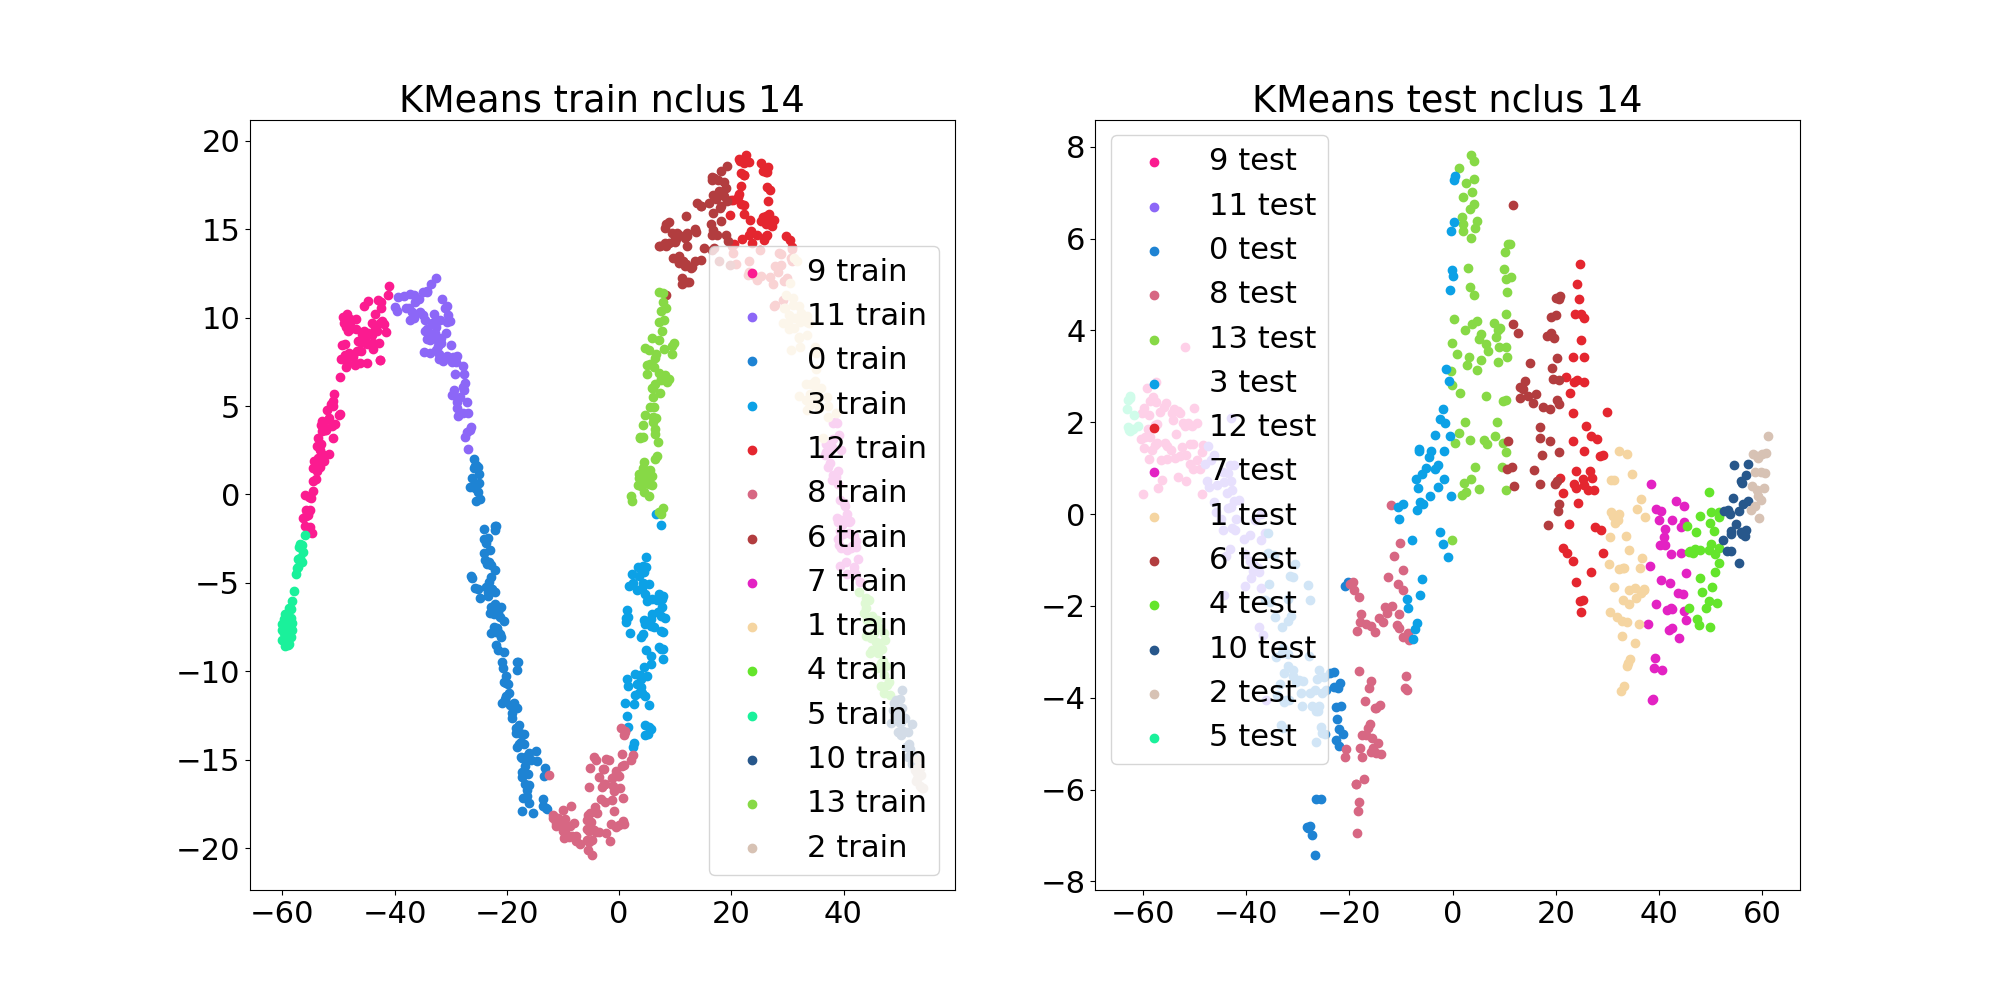 KMeans train nclus 14
20
15
10
5
0
−5
−10
−15
−20
−60
−40
−20
0
20
40
9 train
11 train
0 train
3 train
12 train
8 train
6 train
7 train
1 train
4 train
5 train
10 train
13 train
2 train
KMeans test nclus 14
8
6
4
2
0
−2
−4
−6
−8
−60
−40
−20
0
20
40
60
9 test
11 test
0 test
8 test
13 test
3 test
12 test
7 test
1 test
6 test
4 test
10 test
2 test
5 test